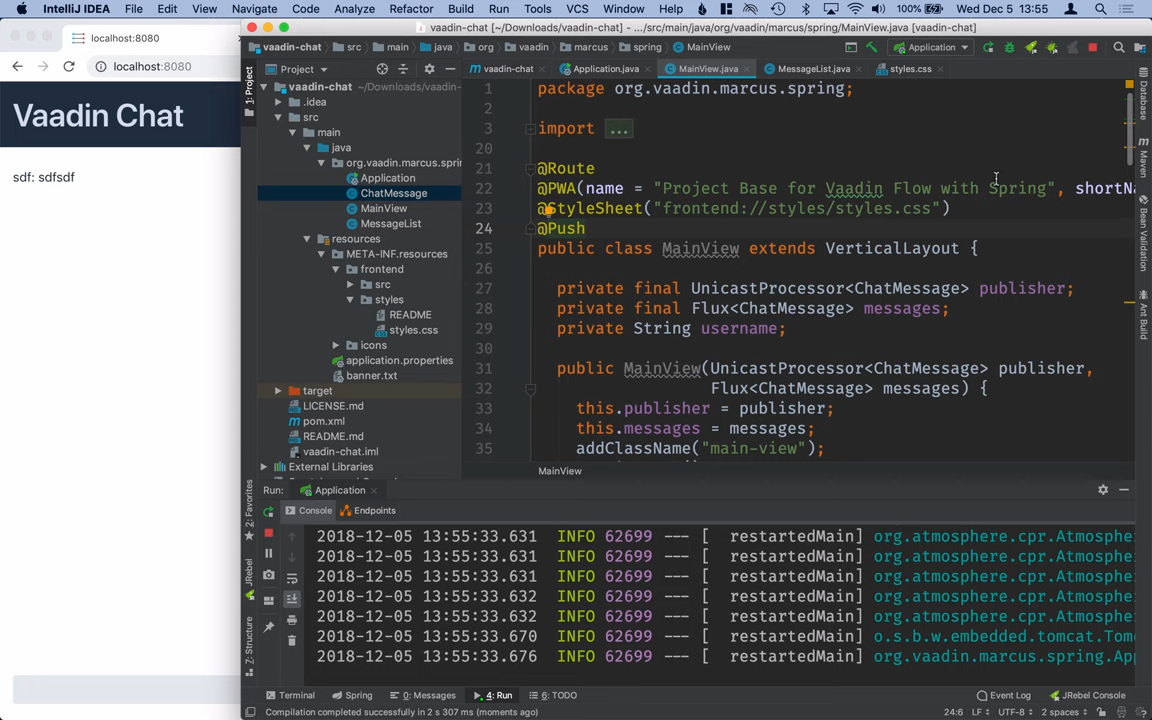 IntelliJ IDEA File Edit View Navigate Code Analyze Refactor Build Run Tools VCS Window Help 100% Wed Dec 5 13:55
localhost:8080
localhost:8080
Vaadin Chat
sdf: sdfsdf
vaadin-chat [~/Downloads/vaadin-chat] - .../src/main/java/org/vaadin/marcus/spring/MainView.java [vaadin-chat]
vaadin-chat src main java org vaadin marcus spring MainView Application
Project
vaadin-chat Application.java MainView.java MessageList.java styles.css
1: Project
vaadin-chat ~/Downloads/vaadin-
.idea
src
main
java
org.vaadin.marcus.sprin
Application
ChatMessage
MainView
MessageList
resources
META-INF.resources
frontend
src
styles
README
styles.css
icons
application.properties
banner.txt
target
LICENSE.md
pom.xml
README.md
vaadin-chat.iml
External Libraries
1 package org.vaadin.marcus.spring;
2
3 import ...
20
21 @Route
22 @PWA(name = "Project Base for Vaadin Flow with Spring", shortNa
23 @StyleSheet("frontend://styles/styles.css")
24 @Push
25 public class MainView extends VerticalLayout {
26
27 private final UnicastProcessor<ChatMessage> publisher;
28 private final Flux<ChatMessage> messages;
29 private String username;
30
31 public MainView(UnicastProcessor<ChatMessage> publisher,
32 Flux<ChatMessage> messages) {
33 this.publisher = publisher;
34 this.messages = messages;
35 addClassName("main-view");
MainView
Database
Maven
Bean Validation
Ant Build
Run: Application
Console Endpoints
2: Favorites
JRebel
Z: Structure
2018-12-05 13:55:33.631 INFO 62699 --- [ restartedMain] org.atmosphere.cpr.Atmosphe
2018-12-05 13:55:33.631 INFO 62699 --- [ restartedMain] org.atmosphere.cpr.Atmosphe
2018-12-05 13:55:33.631 INFO 62699 --- [ restartedMain] org.atmosphere.cpr.Atmosphe
2018-12-05 13:55:33.632 INFO 62699 --- [ restartedMain] org.atmosphere.cpr.Atmosphe
2018-12-05 13:55:33.632 INFO 62699 --- [ restartedMain] org.atmosphere.cpr.Atmosphe
2018-12-05 13:55:33.670 INFO 62699 --- [ restartedMain] o.s.b.w.embedded.tomcat.Tom
2018-12-05 13:55:33.676 INFO 62699 --- [ restartedMain] org.vaadin.marcus.spring.Ap
Terminal Spring 0: Messages 4: Run 6: TODO Event Log JRebel Console
Compilation completed successfully in 2 s 307 ms (moments ago) 24:6 LF UTF-8 2 spaces